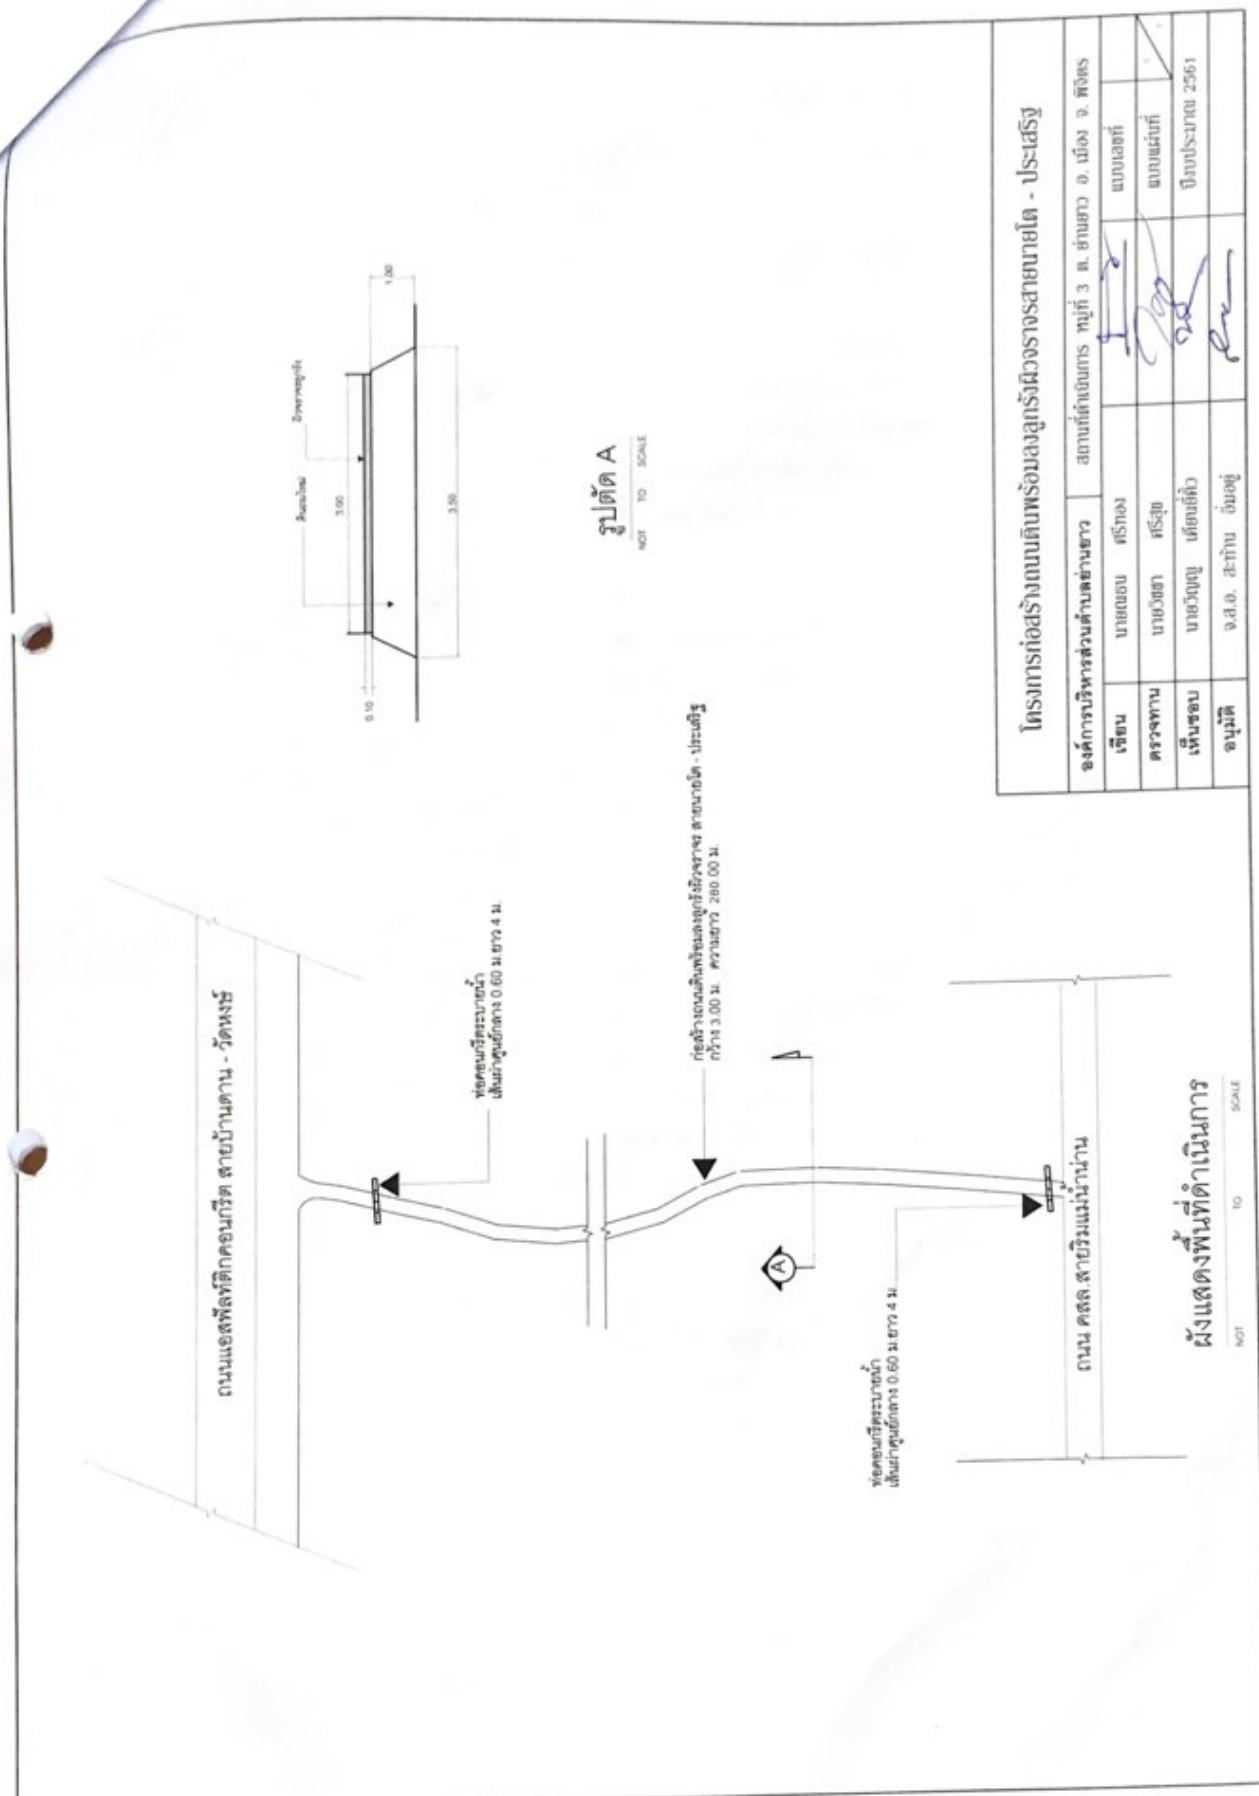 ถนนแอสฟัลท์ติกคอนกรีต สายบ้านดาน - วัดหงษ์
ท่อคอนกรีตระบายน้ำ
เส้นผ่าศูนย์กลาง 0.60 ม.ยาว 4 ม.
ก่อสร้างถนนดินพร้อมลงลูกรังผิวจราจร สายนายโต - ประเสริฐ
กว้าง 3.00 ม. ความยาว 280.00 ม.
A
ท่อคอนกรีตระบายน้ำ
เส้นผ่าศูนย์กลาง 0.60 ม.ยาว 4 ม.
ถนน คสล.สายริมแม่น้ำน่าน
ผังแสดงพื้นที่ดำเนินการ
NOT TO SCALE
ดินถมใหม่
ผิวจราจรลูกรัง
3.00
0.10
1.00
3.50
รูปตัด A
NOT TO SCALE
โครงการก่อสร้างถนนดินพร้อมลงลูกรังผิวจราจรสายนายโต - ประเสริฐ
องค์การบริหารส่วนตำบลย่านยาว
สถานที่ดำเนินการ หมู่ที่ 3 ต. ย่านยาว อ. เมือง จ. พิจิตร
เขียน ศรีทอง แบบเลขที่
ตรวจทาน นายวิชชา ศรีสุข แบบแผ่นที่
เห็นชอบ นายวิญญู ปีงบประมาณ 2561
อนุมัติ จ.ส.อ. สะท้าน อิ่มอยู่